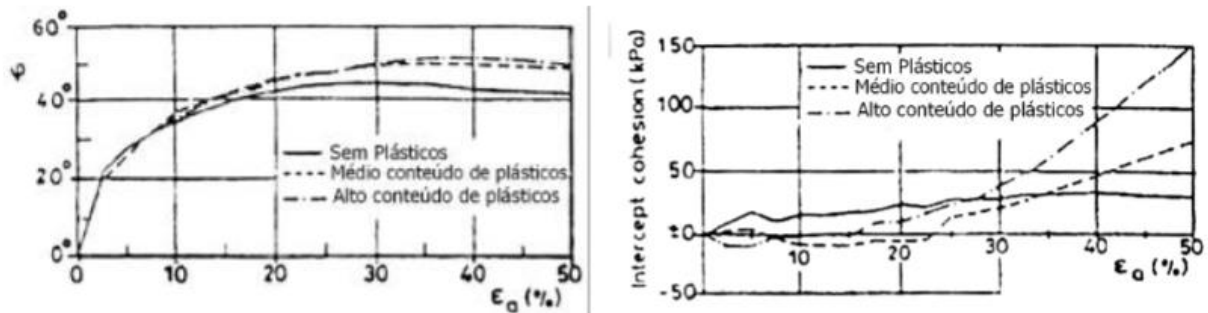 60°
40°
20°
0°
Sem Plásticos
Médio conteúdo de plásticos
Alto conteúdo de plásticos
0 10 20 30 40 50
εa (%)
Intercept cohesion (kPa)
150
100
50
±0
-50
Sem Plásticos
Médio conteúdo de plásticos
Alto conteúdo de plásticos
10 20 30 40 50
εa (%)